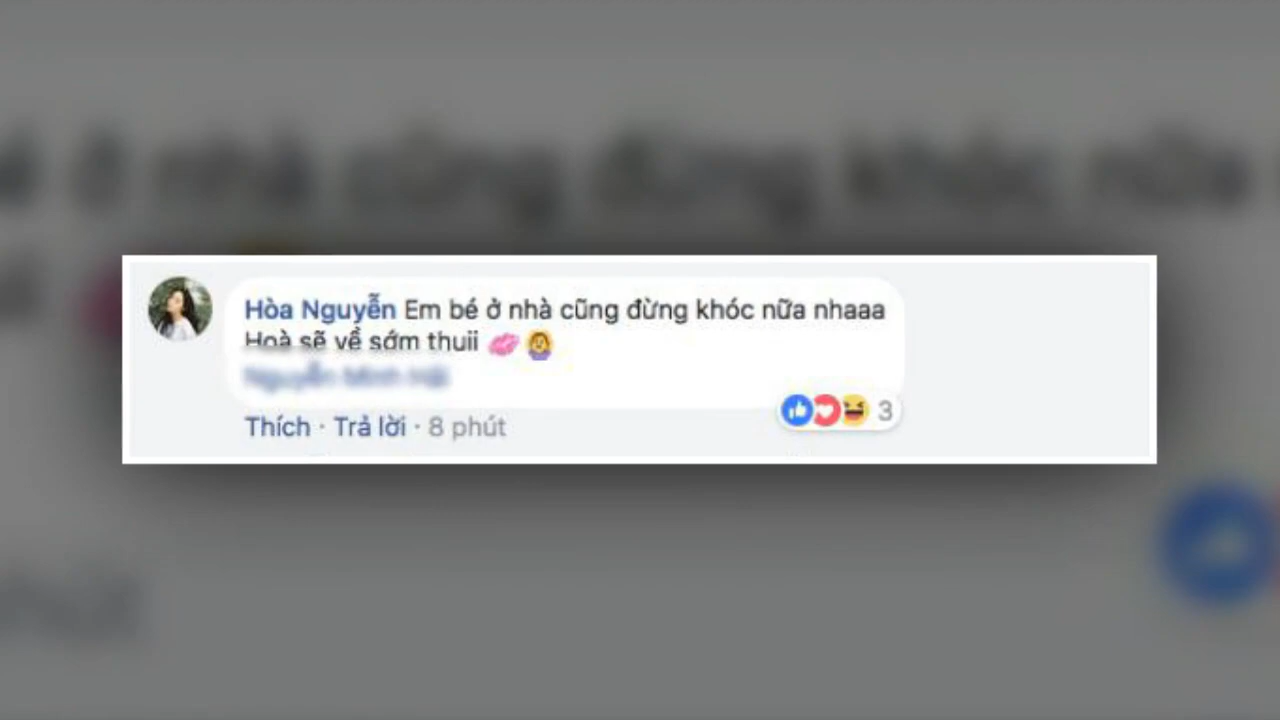 Hòa Nguyễn Em bé ở nhà cũng đừng khóc nữa nhaaa
Hoà sẽ về sớm thuii
Thích · Trả lời · 8 phút
3